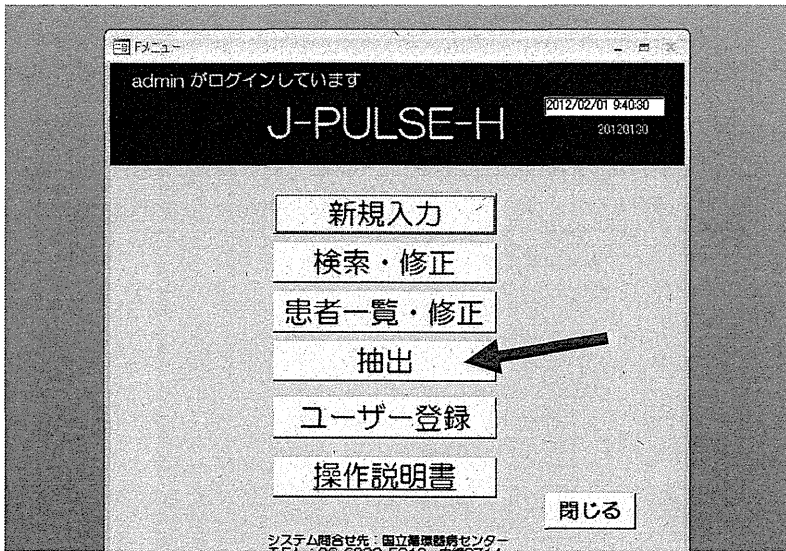 Fメニュー
admin がログインしています
J-PULSE-H
2012/02/01 9:40:30
20120130
新規入力
検索・修正
患者一覧・修正
抽出
ユーザー登録
操作説明書
閉じる
システム問合せ先：国立循環器病センター